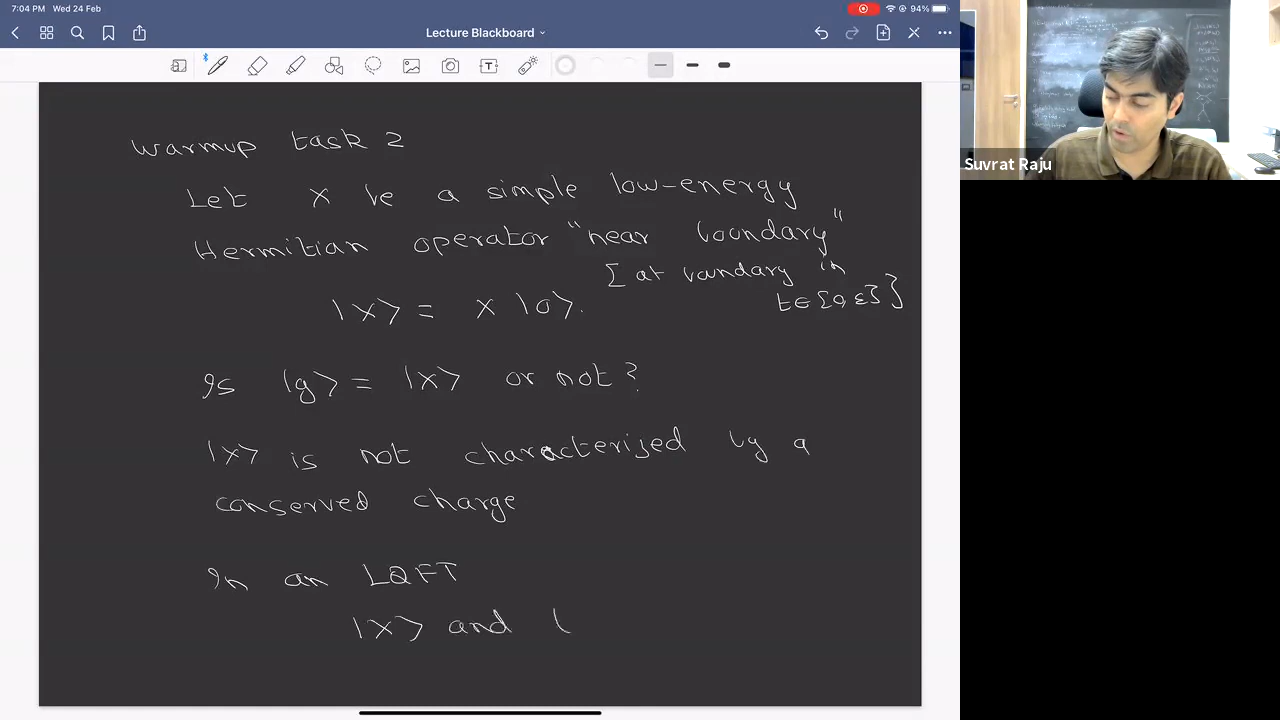 7:04 PM Wed 24 Feb
94%
Lecture Blackboard
Suvrat Raju
Warmup task 2
Let X be a simple low-energy
Hermitian operator "near boundary"
[at boundary in
t∈[0,ε]}
|X> = X |0>.
Is |g> = |X> or not?
|X> is not characterized by a
conserved charge
In an LQFT
|X> and (